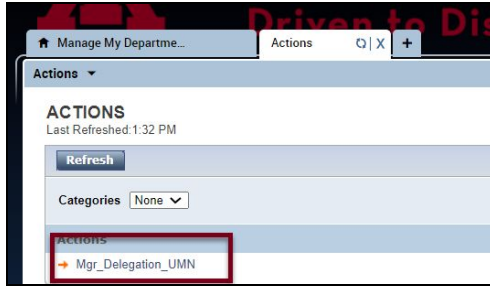 Driven to Dis
Manage My Departme...
Actions
X
+
Actions
ACTIONS
Last Refreshed:1:32 PM
Refresh
Categories None
Actions
Mgr_Delegation_UMN